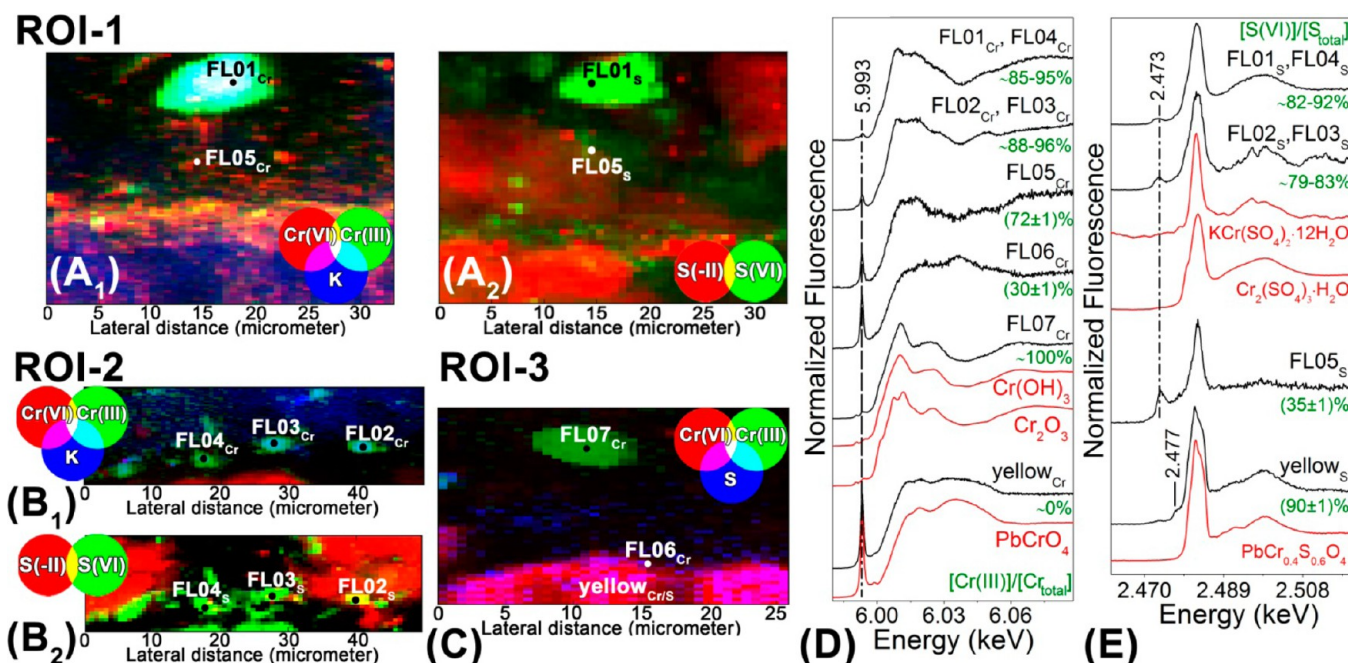 ROI-1
Cr(VI) Cr(III)
K
FL01Cr
FL05Cr
(A1)
0 5 10 15 20 25 30
Lateral distance (micrometer)
FL01S
FL05S
S(-II) S(VI)
(A2)
0 5 10 15 20 25 30
Lateral distance (micrometer)
ROI-2
Cr(VI) Cr(III)
K
FL04Cr FL03Cr FL02Cr
(B1)
0 10 20 30 40
Lateral distance (micrometer)
S(-II) S(VI)
FL04S FL03S FL02S
(B2)
0 10 20 30 40
Lateral distance (micrometer)
ROI-3
FL07Cr
Cr(VI) Cr(III)
S
FL06Cr
yellowCr/S
(C)
0 5 10 15 20 25
Lateral distance (micrometer)
Normalized Fluorescence
5.993
FL01Cr, FL04Cr
~85-95%
FL02Cr, FL03Cr
~88-96%
FL05Cr
(72±1)%
FL06Cr
(30±1)%
FL07Cr
~100%
Cr(OH)3
Cr2O3
yellowCr
~0%
PbCrO4
[Cr(III)]/[Crtotal]
6.00 6.03 6.06
Energy (keV)
(D)
Normalized Fluorescence
2.473
[S(VI)]/[Stotal]
FL01S,FL04S
~82-92%
FL02S,FL03S
~79-83%
KCr(SO4)2·12H2O
Cr2(SO4)3·H2O
FL05S
(35±1)%
2.477
yellowS
(90±1)%
PbCr0.4S0.6O4
2.470 2.489 2.508
Energy (keV)
(E)